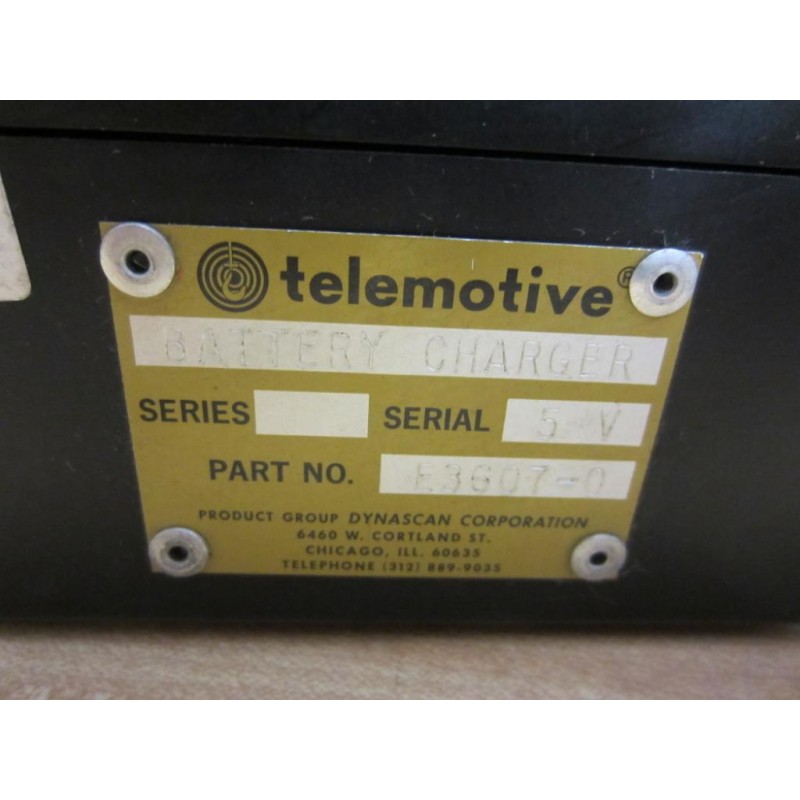 telemotive®
BATTERY CHARGER
SERIES SERIAL 5 V
PART NO. E3607-0
PRODUCT GROUP DYNASCAN CORPORATION
6460 W. CORTLAND ST.
CHICAGO, ILL. 60635
TELEPHONE (312) 889-9035